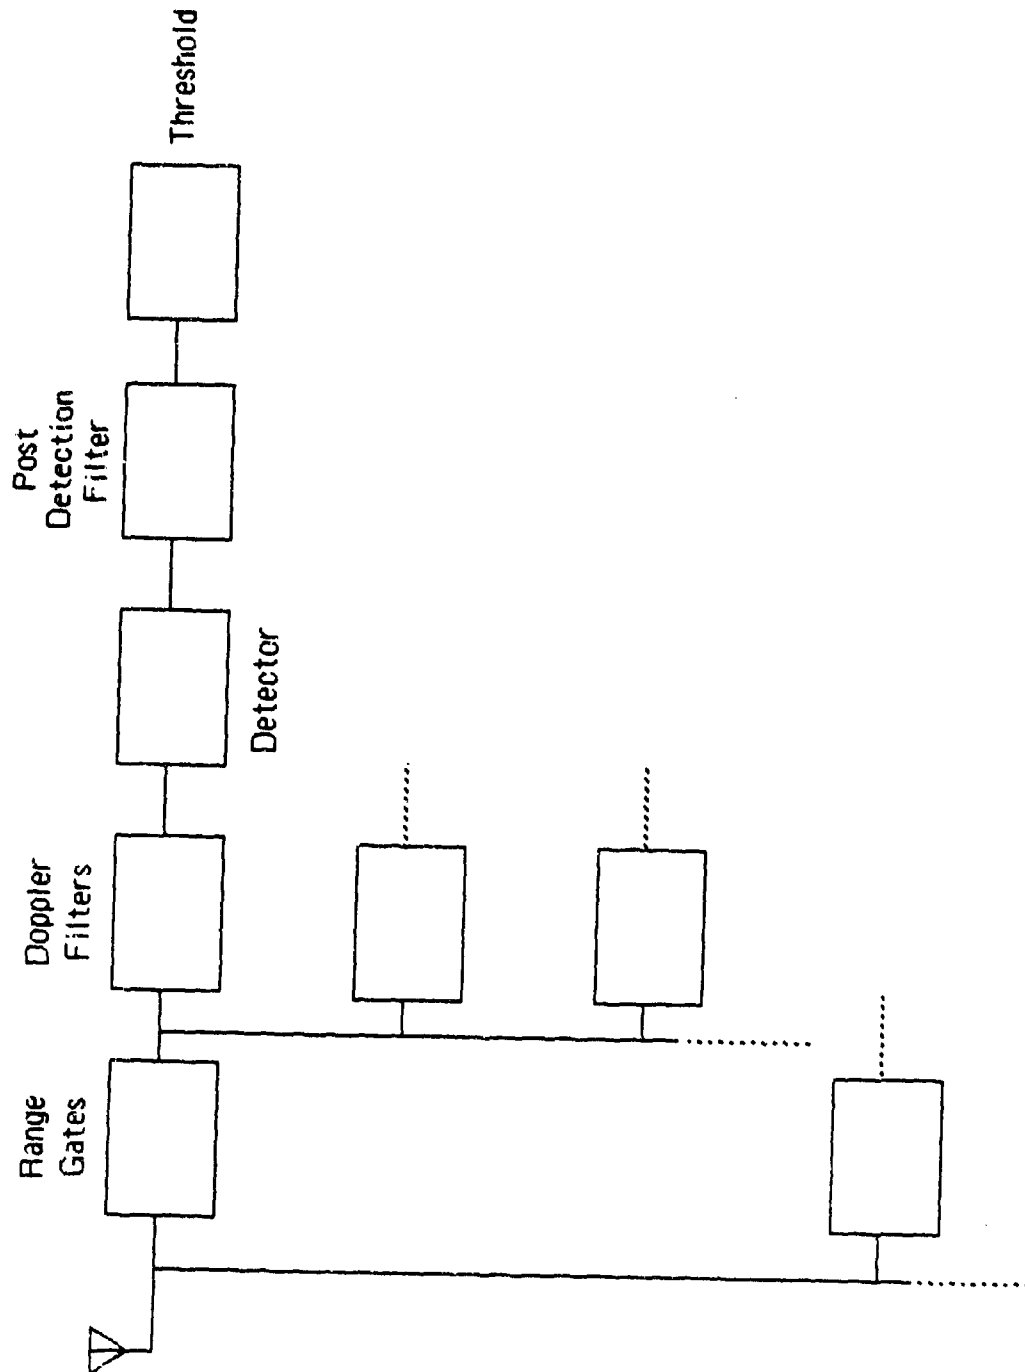 Range
Gates
Doppler
Filters
Detector
Post
Detection
Filter
Threshold